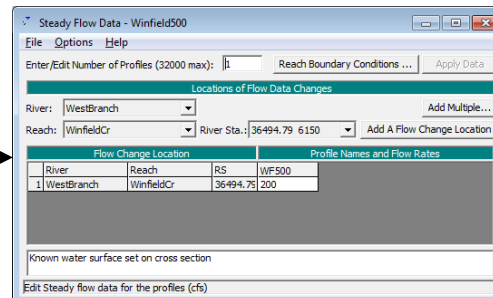 Steady Flow Data - Winfield500
File Options Help
Enter/Edit Number of Profiles (32000 max): 1 Reach Boundary Conditions ... Apply Data
Locations of Flow Data Changes
River: WestBranch Add Multiple...
Reach: WinfieldCr River Sta.: 36494.79 6150 Add A Flow Change Location
Flow Change Location Profile Names and Flow Rates
River Reach RS WF500
1 WestBranch WinfieldCr 36494.79 200
Known water surface set on cross section
Edit Steady flow data for the profiles (cfs)